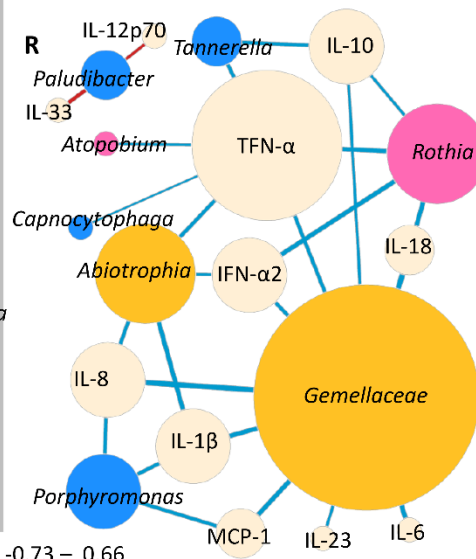 R
IL-12p70
Tannerella
IL-10
Paludibacter
IL-33
Atopobium
TFN-α
Rothia
Capnocytophaga
IL-18
Abiotrophia
IFN-α2
a
IL-8
Gemellaceae
IL-1β
Porphyromonas
MCP-1
IL-23
IL-6
-0.73 – 0.66